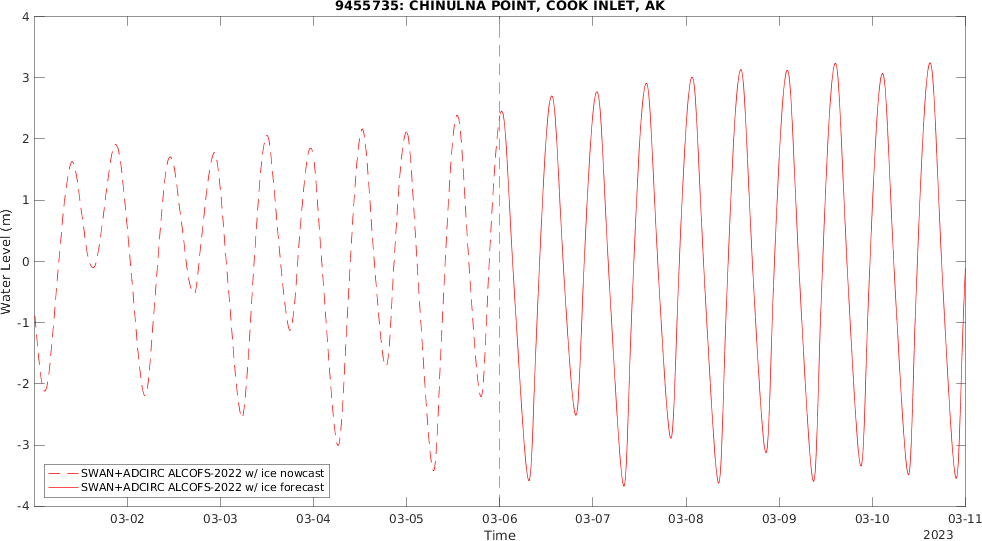 9455735: CHINULNA POINT, COOK INLET, AK
4
3
2
1
0
-1
-2
-3
-4
Water Level (m)
SWAN+ADCIRC ALCOFS-2022 w/ ice nowcast
SWAN+ADCIRC ALCOFS-2022 w/ ice forecast
03-02 03-03 03-04 03-05 03-06 03-07 03-08 03-09 03-10 03-11
Time
2023